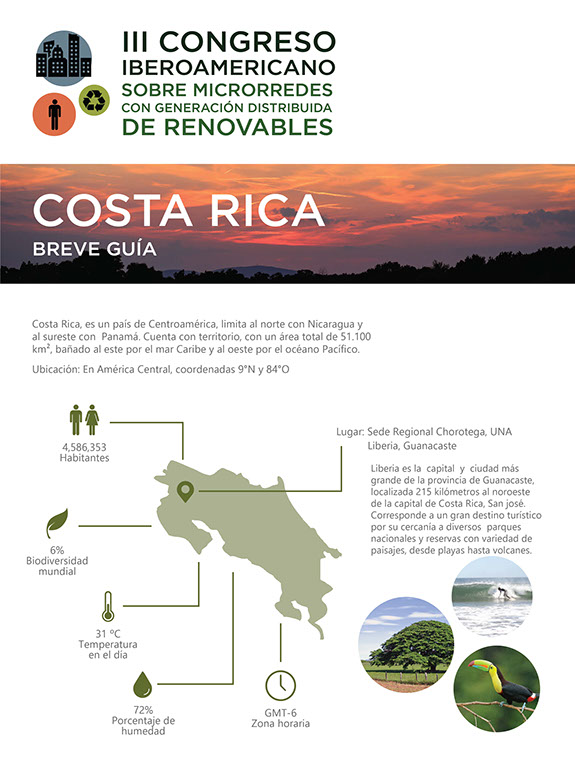 III CONGRESO
IBEROAMERICANO
SOBRE MICRORREDES
CON GENERACIÓN DISTRIBUIDA
DE RENOVABLES
COSTA RICA
BREVE GUÍA
Costa Rica, es un país de Centroamérica, limita al norte con Nicaragua y
al sureste con Panamá. Cuenta con territorio, con un área total de 51.100
km², bañado al este por el mar Caribe y al oeste por el océano Pacífico.
Ubicación: En América Central, coordenadas 9°N y 84°O
4,586,353
Habitantes
Lugar: Sede Regional Chorotega, UNA
Liberia, Guanacaste
Liberia es la capital y ciudad más
grande de la provincia de Guanacaste,
localizada 215 kilómetros al noroeste
de la capital de Costa Rica, San josé.
Corresponde a un gran destino turístico
por su cercanía a diversos parques
nacionales y reservas con variedad de
paisajes, desde playas hasta volcanes.
6%
Biodiversidad
mundial
31 ºC
Temperatura
en el día
72%
Porcentaje de
humedad
GMT-6
Zona horaria